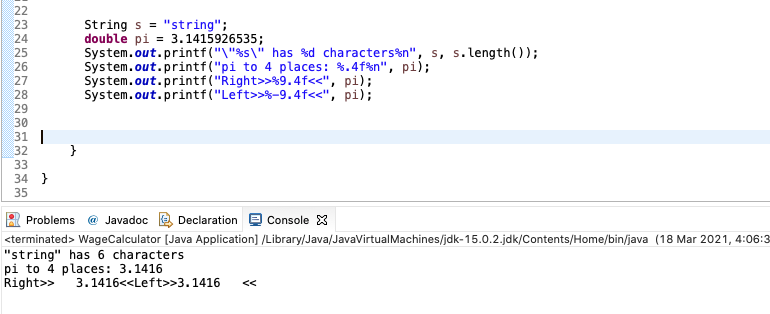 22
23 String s = "string";
24 double pi = 3.1415926535;
25 System.out.printf("\"%s\" has %d characters%n", s, s.length());
26 System.out.printf("pi to 4 places: %.4f%n", pi);
27 System.out.printf("Right>>%9.4f<<", pi);
28 System.out.printf("Left>>%-9.4f<<", pi);
29
30
31
32 }
33
34 }
35
Problems @ Javadoc Declaration Console
<terminated> WageCalculator [Java Application] /Library/Java/JavaVirtualMachines/jdk-15.0.2.jdk/Contents/Home/bin/java (18 Mar 2021, 4:06:3
"string" has 6 characters
pi to 4 places: 3.1416
Right>>   3.1416<<Left>>3.1416   <<